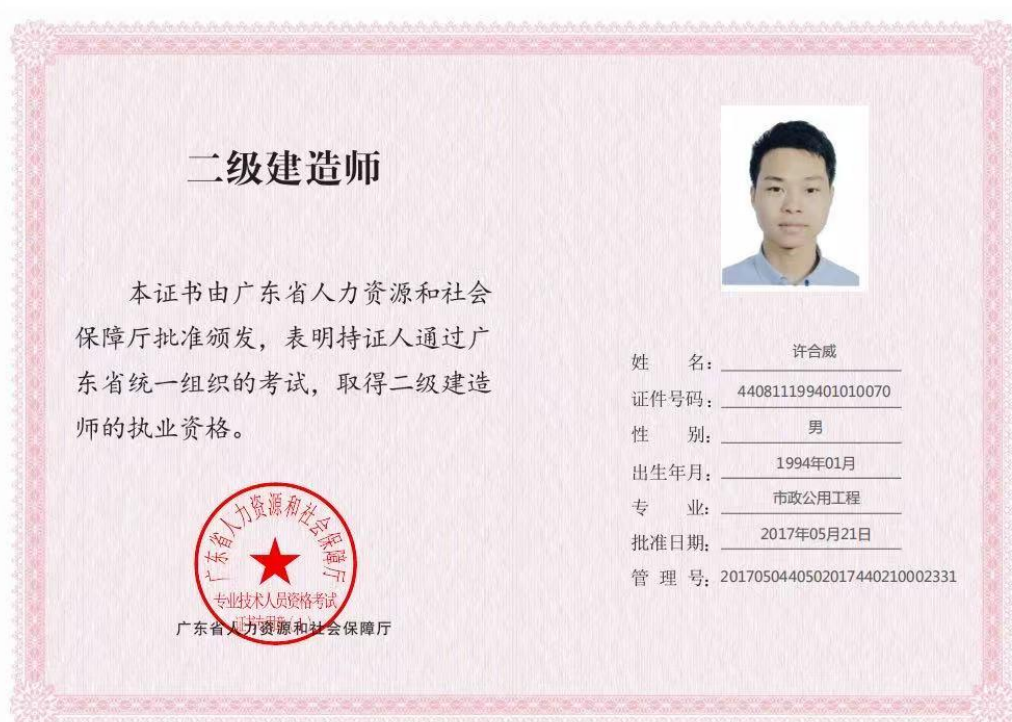 二级建造师
本证书由广东省人力资源和社会
保障厅批准颁发，表明持证人通过广
东省统一组织的考试，取得二级建造
师的执业资格。
广东省人力资源和社会保障厅
专业技术人员资格考试
广东省人力资源和社会保障厅
姓 名：许合威
证件号码：440811199401010070
性 别：男
出生年月：1994年01月
专 业：市政公用工程
批准日期：2017年05月21日
管 理 号：2017050440502017440210002331